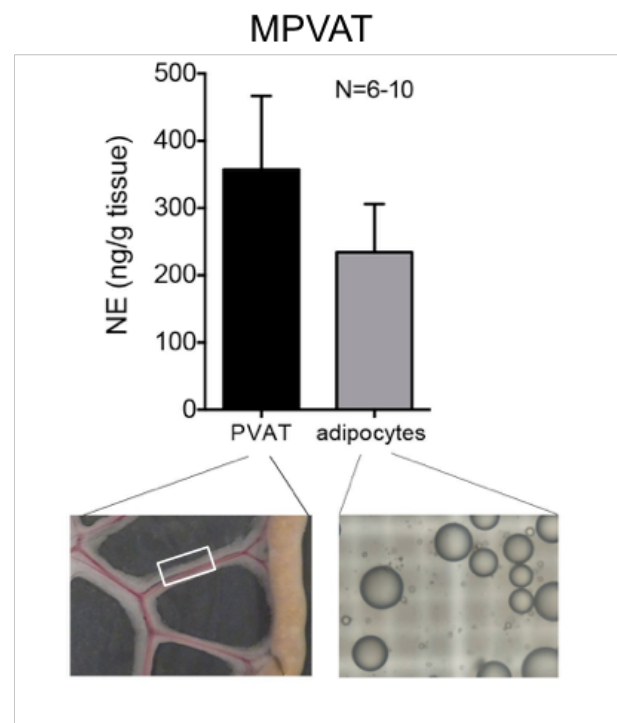 MPVAT
N=6-10
NE (ng/g tissue)
500
400
300
200
100
0
PVAT
adipocytes